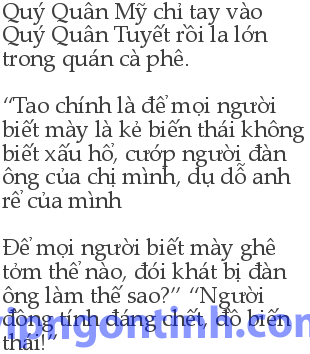 Quý Quân Mỹ chỉ tay vào
Quý Quân Tuyết rồi la lớn
trong quán cà phê.
“Tao chính là để mọi người
biết mày là kẻ biến thái không
biết xấu hổ, cướp người đàn
ông của chị mình, dụ dỗ anh
rể của mình
Để mọi người biết mày ghê
tởm thế nào, đói khát bị đàn
ông làm thế sao?” “Người
đồng tính đáng chết, đồ biến
thái!”
vipngontinh.com